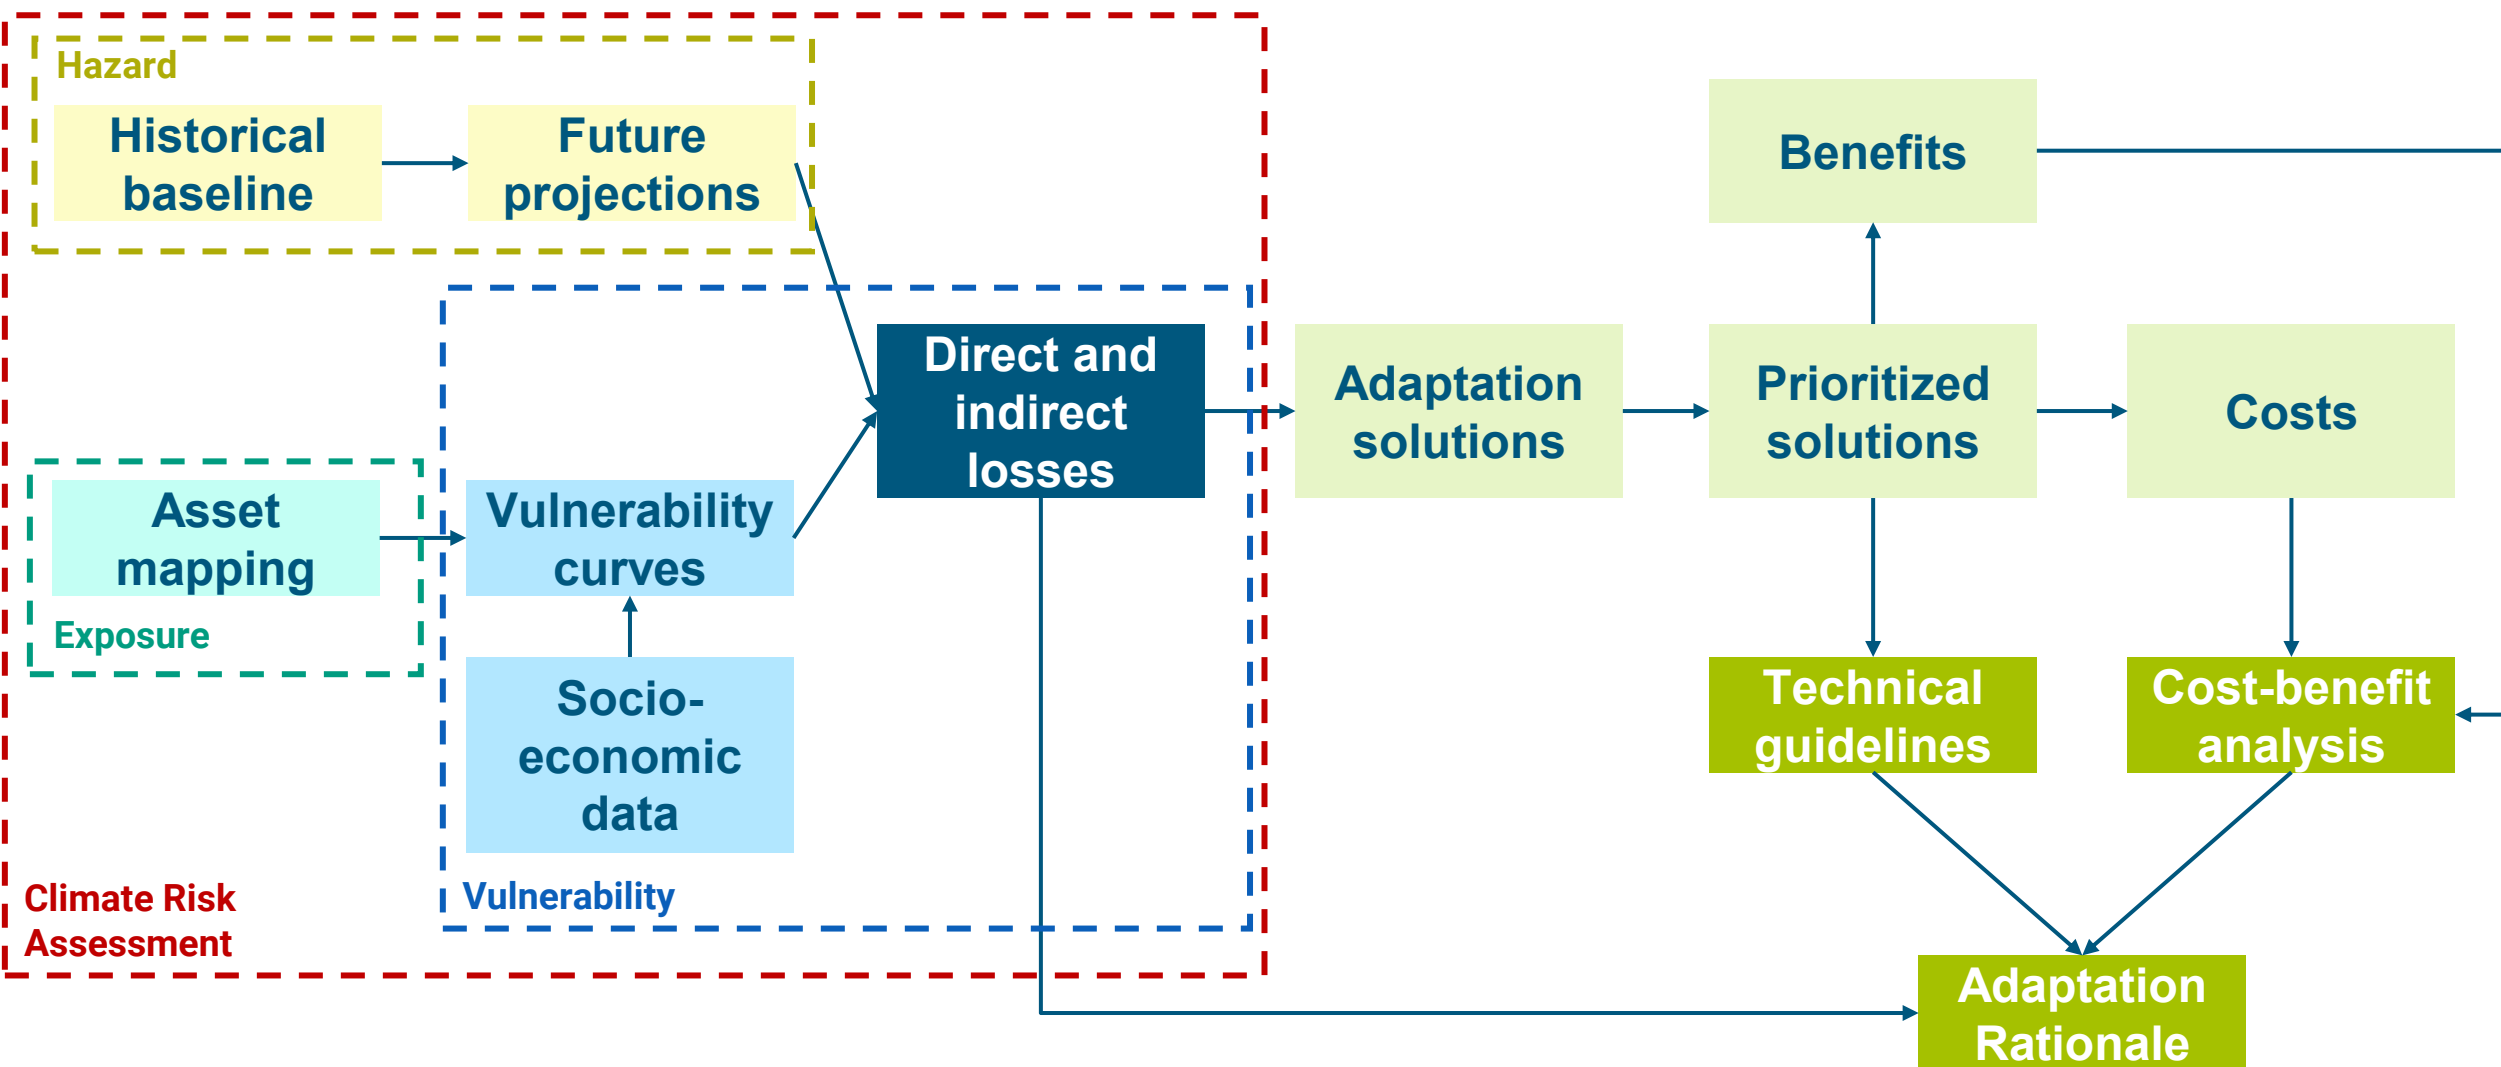 Hazard
Historical
baseline
Future
projections
Benefits
Direct and
indirect
losses
Adaptation
solutions
Prioritized
solutions
Costs
Asset
mapping
Exposure
Vulnerability
curves
Socio-
economic
data
Technical
guidelines
Cost-benefit
analysis
Climate Risk
Assessment
Vulnerability
Adaptation
Rationale